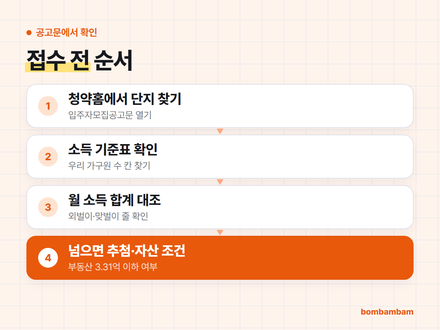 공고문에서 확인
접수 전 순서
1
청약홈에서 단지 찾기
입주자모집공고문 열기
2
소득 기준표 확인
우리 가구원 수 칸 찾기
3
월 소득 합계 대조
외벌이·맞벌이 줄 확인
4
넘으면 추첨·자산 조건
부동산 3.31억 이하 여부
bombambam